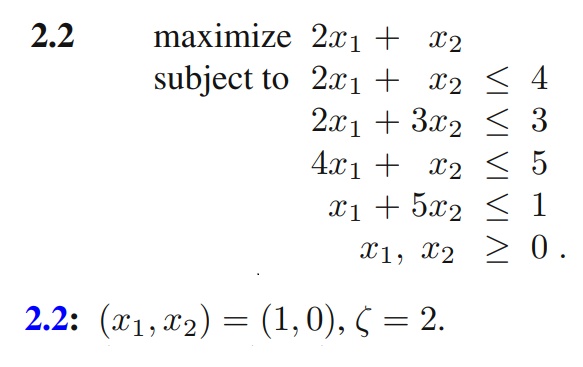 2.2 maximize 2x₁ + x₂
subject to 2x₁ + x₂ ≤ 4
2x₁ + 3x₂ ≤ 3
4x₁ + x₂ ≤ 5
x₁ + 5x₂ ≤ 1
x₁, x₂ ≥ 0 .
2.2: (x₁, x₂) = (1, 0), ζ = 2.